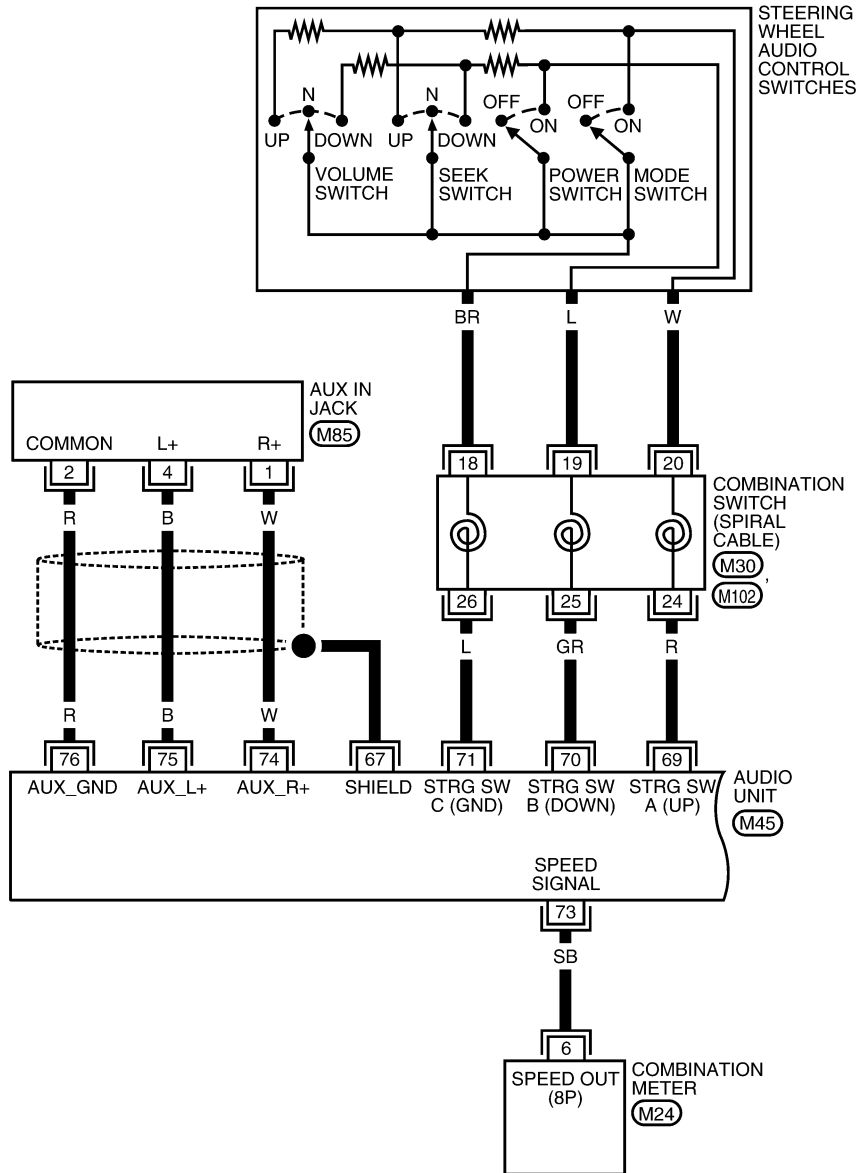 STEERING
WHEEL
AUDIO
CONTROL
SWITCHES
N
N
OFF
OFF
UP
DOWN
UP
DOWN
ON
ON
VOLUME
SWITCH
SEEK
SWITCH
POWER
SWITCH
MODE
SWITCH
BR
L
W
AUX IN
JACK
M85
COMMON
L+
R+
2
4
1
R
B
W
18
19
20
COMBINATION
SWITCH
(SPIRAL
CABLE)
M30 ,
M102
26
25
24
L
GR
R
R
B
W
76
75
74
67
71
70
69
AUX_GND
AUX_L+
AUX_R+
SHIELD
STRG SW
C (GND)
STRG SW
B (DOWN)
STRG SW
A (UP)
AUDIO
UNIT
M45
SPEED
SIGNAL
73
SB
6
SPEED OUT
(8P)
COMBINATION
METER
M24